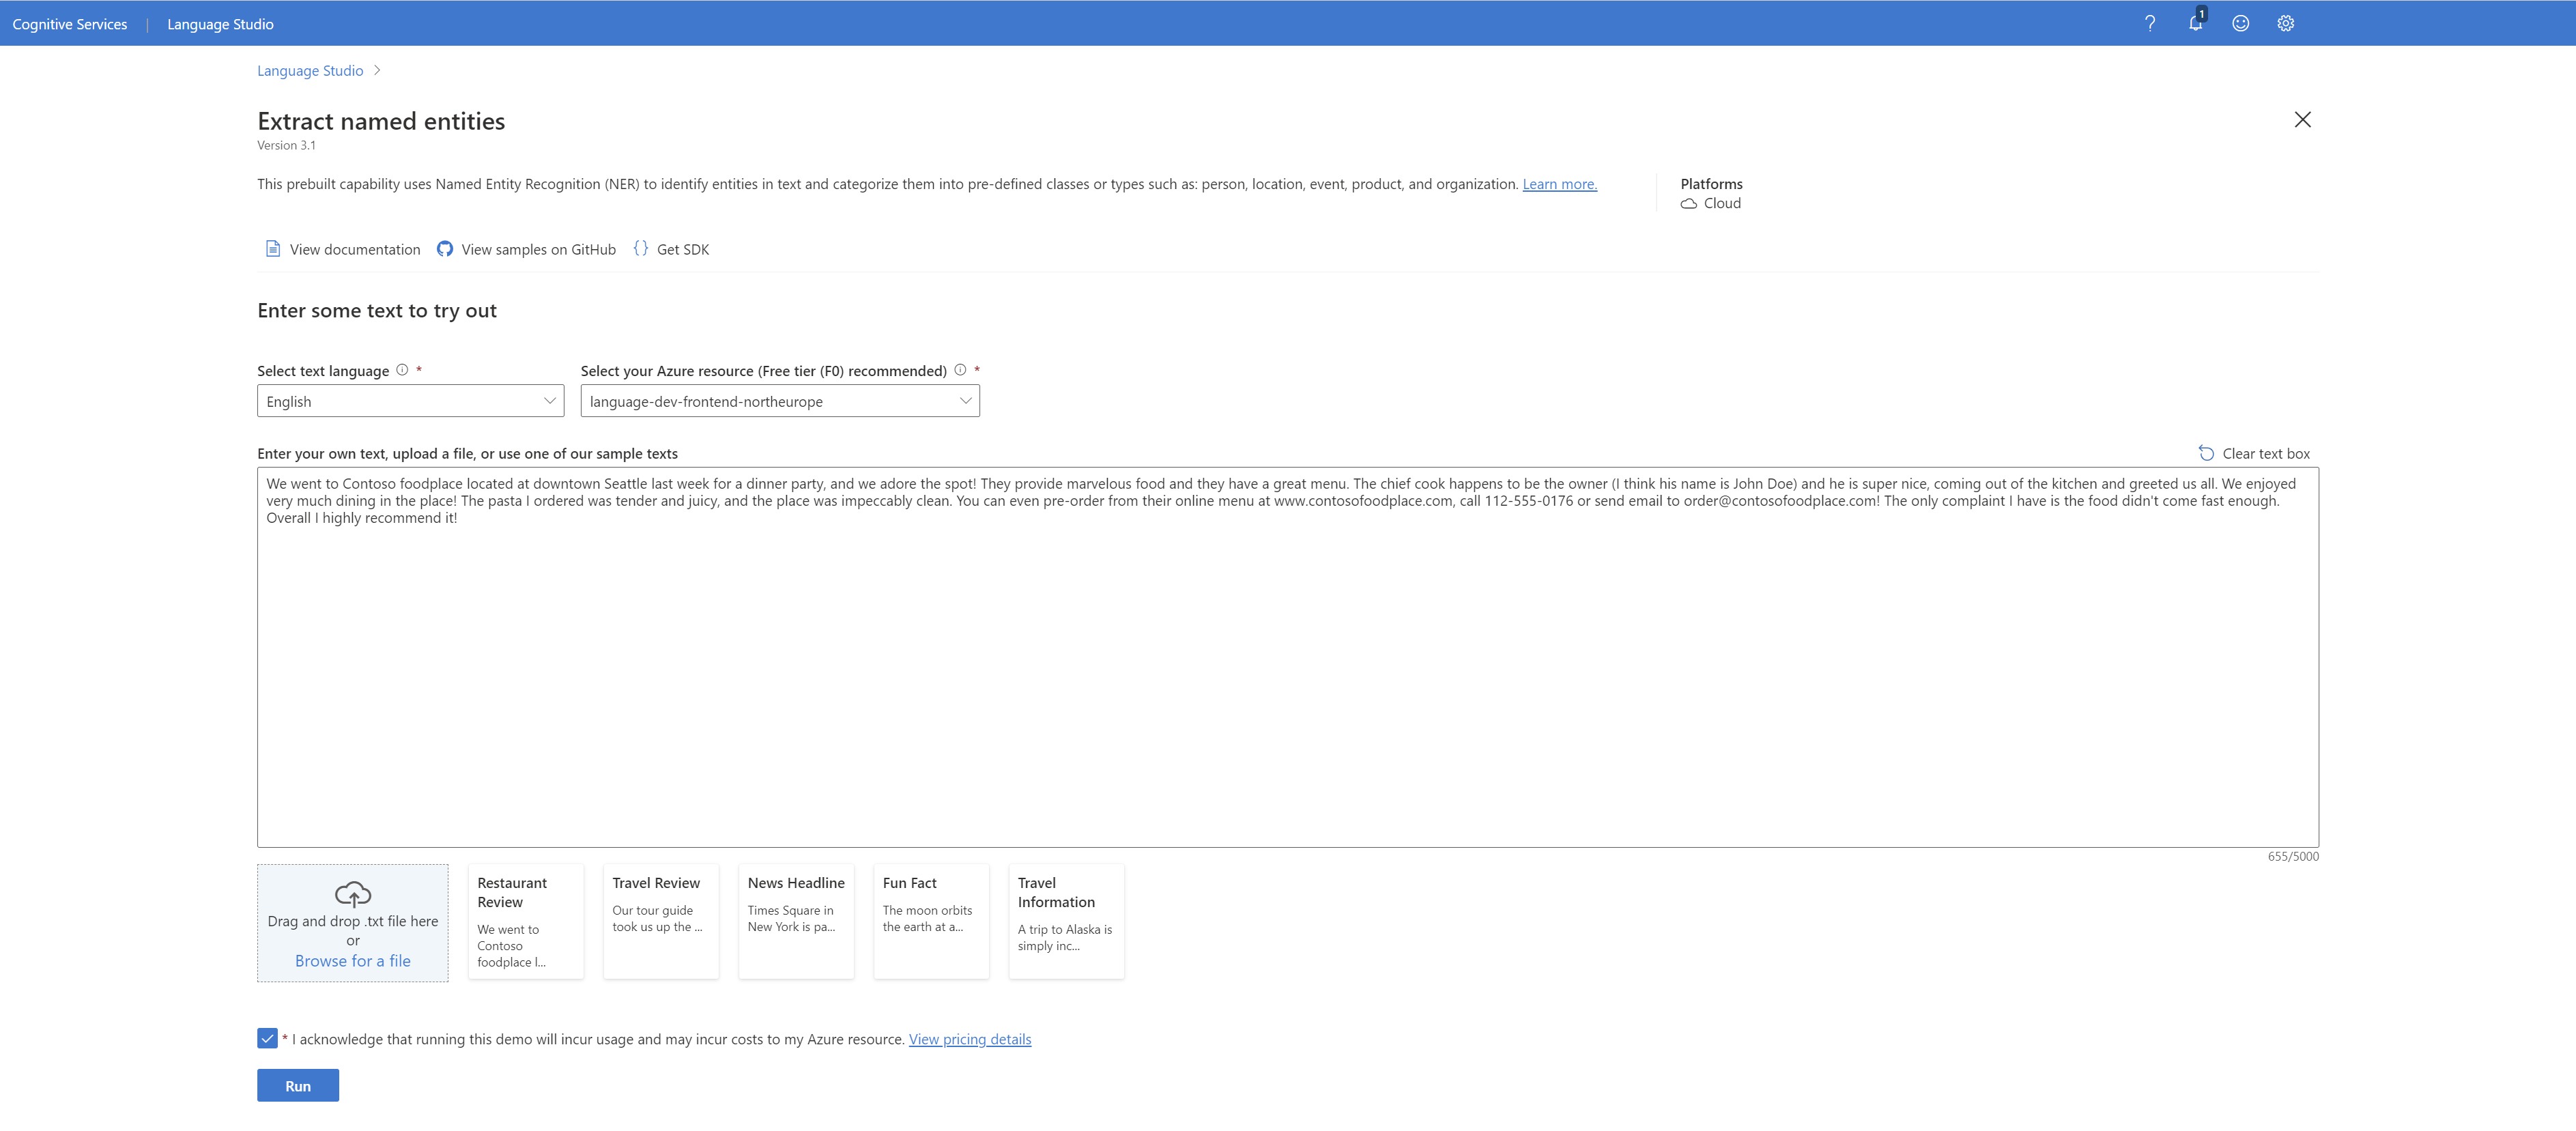 Cognitive Services | Language Studio
1
Language Studio
Extract named entities
Version 3.1
This prebuilt capability uses Named Entity Recognition (NER) to identify entities in text and categorize them into pre-defined classes or types such as: person, location, event, product, and organization. Learn more.
Platforms
Cloud
View documentation
View samples on GitHub
Get SDK
Enter some text to try out
Select text language *
Select your Azure resource (Free tier (F0) recommended) *
English
language-dev-frontend-northeurope
Enter your own text, upload a file, or use one of our sample texts
Clear text box
We went to Contoso foodplace located at downtown Seattle last week for a dinner party, and we adore the spot! They provide marvelous food and they have a great menu. The chief cook happens to be the owner (I think his name is John Doe) and he is super nice, coming out of the kitchen and greeted us all. We enjoyed
very much dining in the place! The pasta I ordered was tender and juicy, and the place was impeccably clean. You can even pre-order from their online menu at www.contosofoodplace.com, call 112-555-0176 or send email to order@contosofoodplace.com! The only complaint I have is the food didn't come fast enough.
Overall I highly recommend it!
655/5000
Drag and drop .txt file here
or
Browse for a file
Restaurant
Review
We went to
Contoso
foodplace l...
Travel Review
Our tour guide
took us up the ...
News Headline
Times Square in
New York is pa...
Fun Fact
The moon orbits
the earth at a...
Travel
Information
A trip to Alaska is
simply inc...
* I acknowledge that running this demo will incur usage and may incur costs to my Azure resource. View pricing details
Run